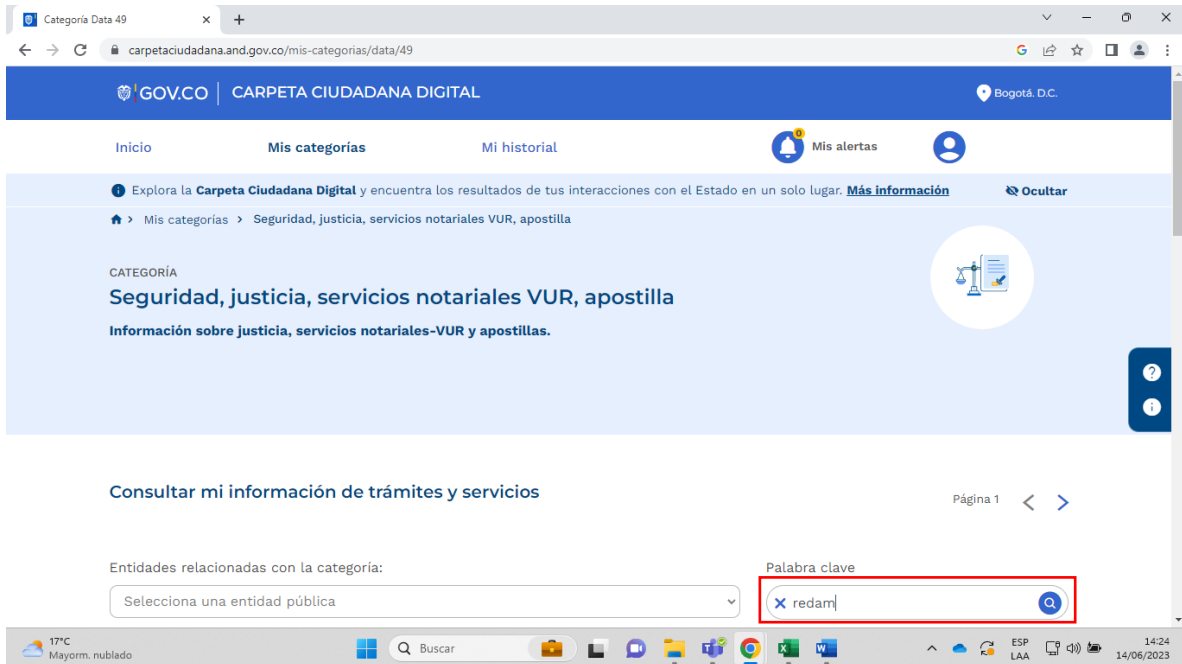 Categoría Data 49
carpetaciudadana.and.gov.co/mis-categorias/data/49
GOV.CO CARPETA CIUDADANA DIGITAL
Bogotá. D.C.
Inicio Mis categorías Mi historial 0 Mis alertas
Explora la Carpeta Ciudadana Digital y encuentra los resultados de tus interacciones con el Estado en un solo lugar. Más información Ocultar
Mis categorias > Seguridad, justicia, servicios notariales VUR, apostilla
CATEGORÍA
Seguridad, justicia, servicios notariales VUR, apostilla
Información sobre justicia, servicios notariales-VUR y apostillas.
Consultar mi información de trámites y servicios
Página 1
Entidades relacionadas con la categoría:
Palabra clave
Selecciona una entidad pública
redam
17°C
Mayorm. nublado
Buscar
ESP
LAA
14:24
14/06/2023